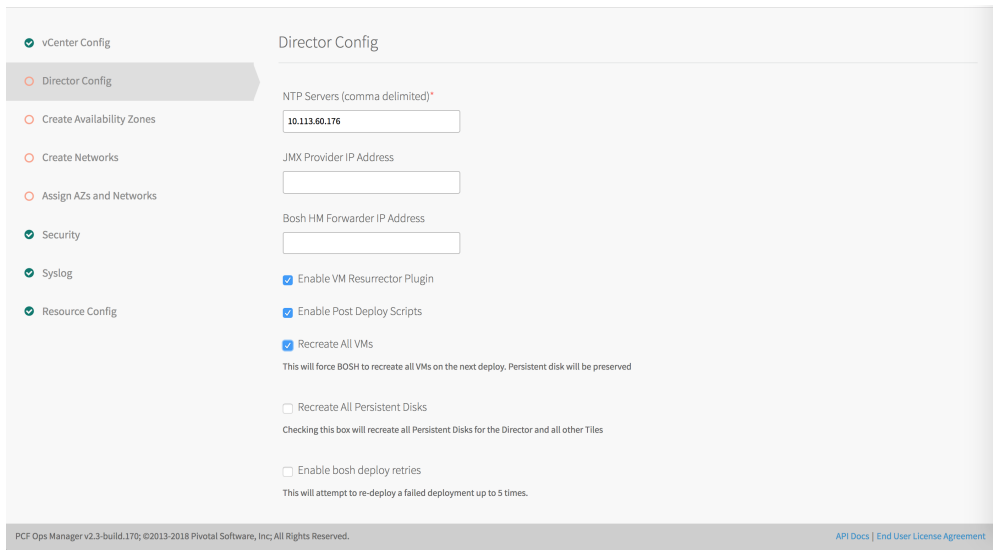 vCenter Config
Director Config
Create Availability Zones
Create Networks
Assign AZs and Networks
Security
Syslog
Resource Config
Director Config
NTP Servers (comma delimited)*
10.113.60.176
JMX Provider IP Address
Bosh HM Forwarder IP Address
Enable VM Resurrector Plugin
Enable Post Deploy Scripts
Recreate All VMs
This will force BOSH to recreate all VMs on the next deploy. Persistent disk will be preserved
Recreate All Persistent Disks
Checking this box will recreate all Persistent Disks for the Director and all other Tiles
Enable bosh deploy retries
This will attempt to re-deploy a failed deployment up to 5 times.
PCF Ops Manager v2.3-build.170; ©2013-2018 Pivotal Software, Inc; All Rights Reserved.
API Docs | End User License Agreement